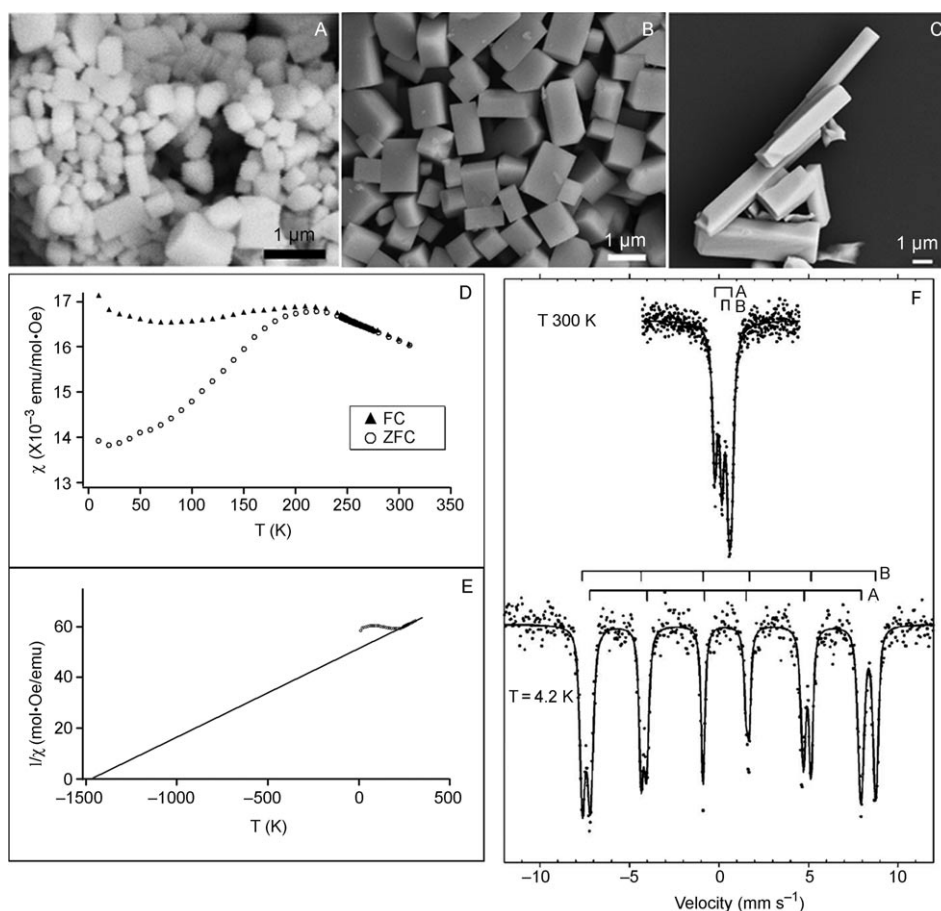 A
B
C
1 μm
1 μm
1 μm
D
17
16
15
14
13
χ (X10⁻³ emu/mol•Oe)
FC
ZFC
0 50 100 150 200 250 300 350
T (K)
E
60
40
20
0
1/χ (mol•Oe/emu)
–1500 –1000 –500 0 500
T (K)
F
A
B
T 300 K
B
A
T = 4.2 K
–10 –5 0 5 10
Velocity (mm s⁻¹)